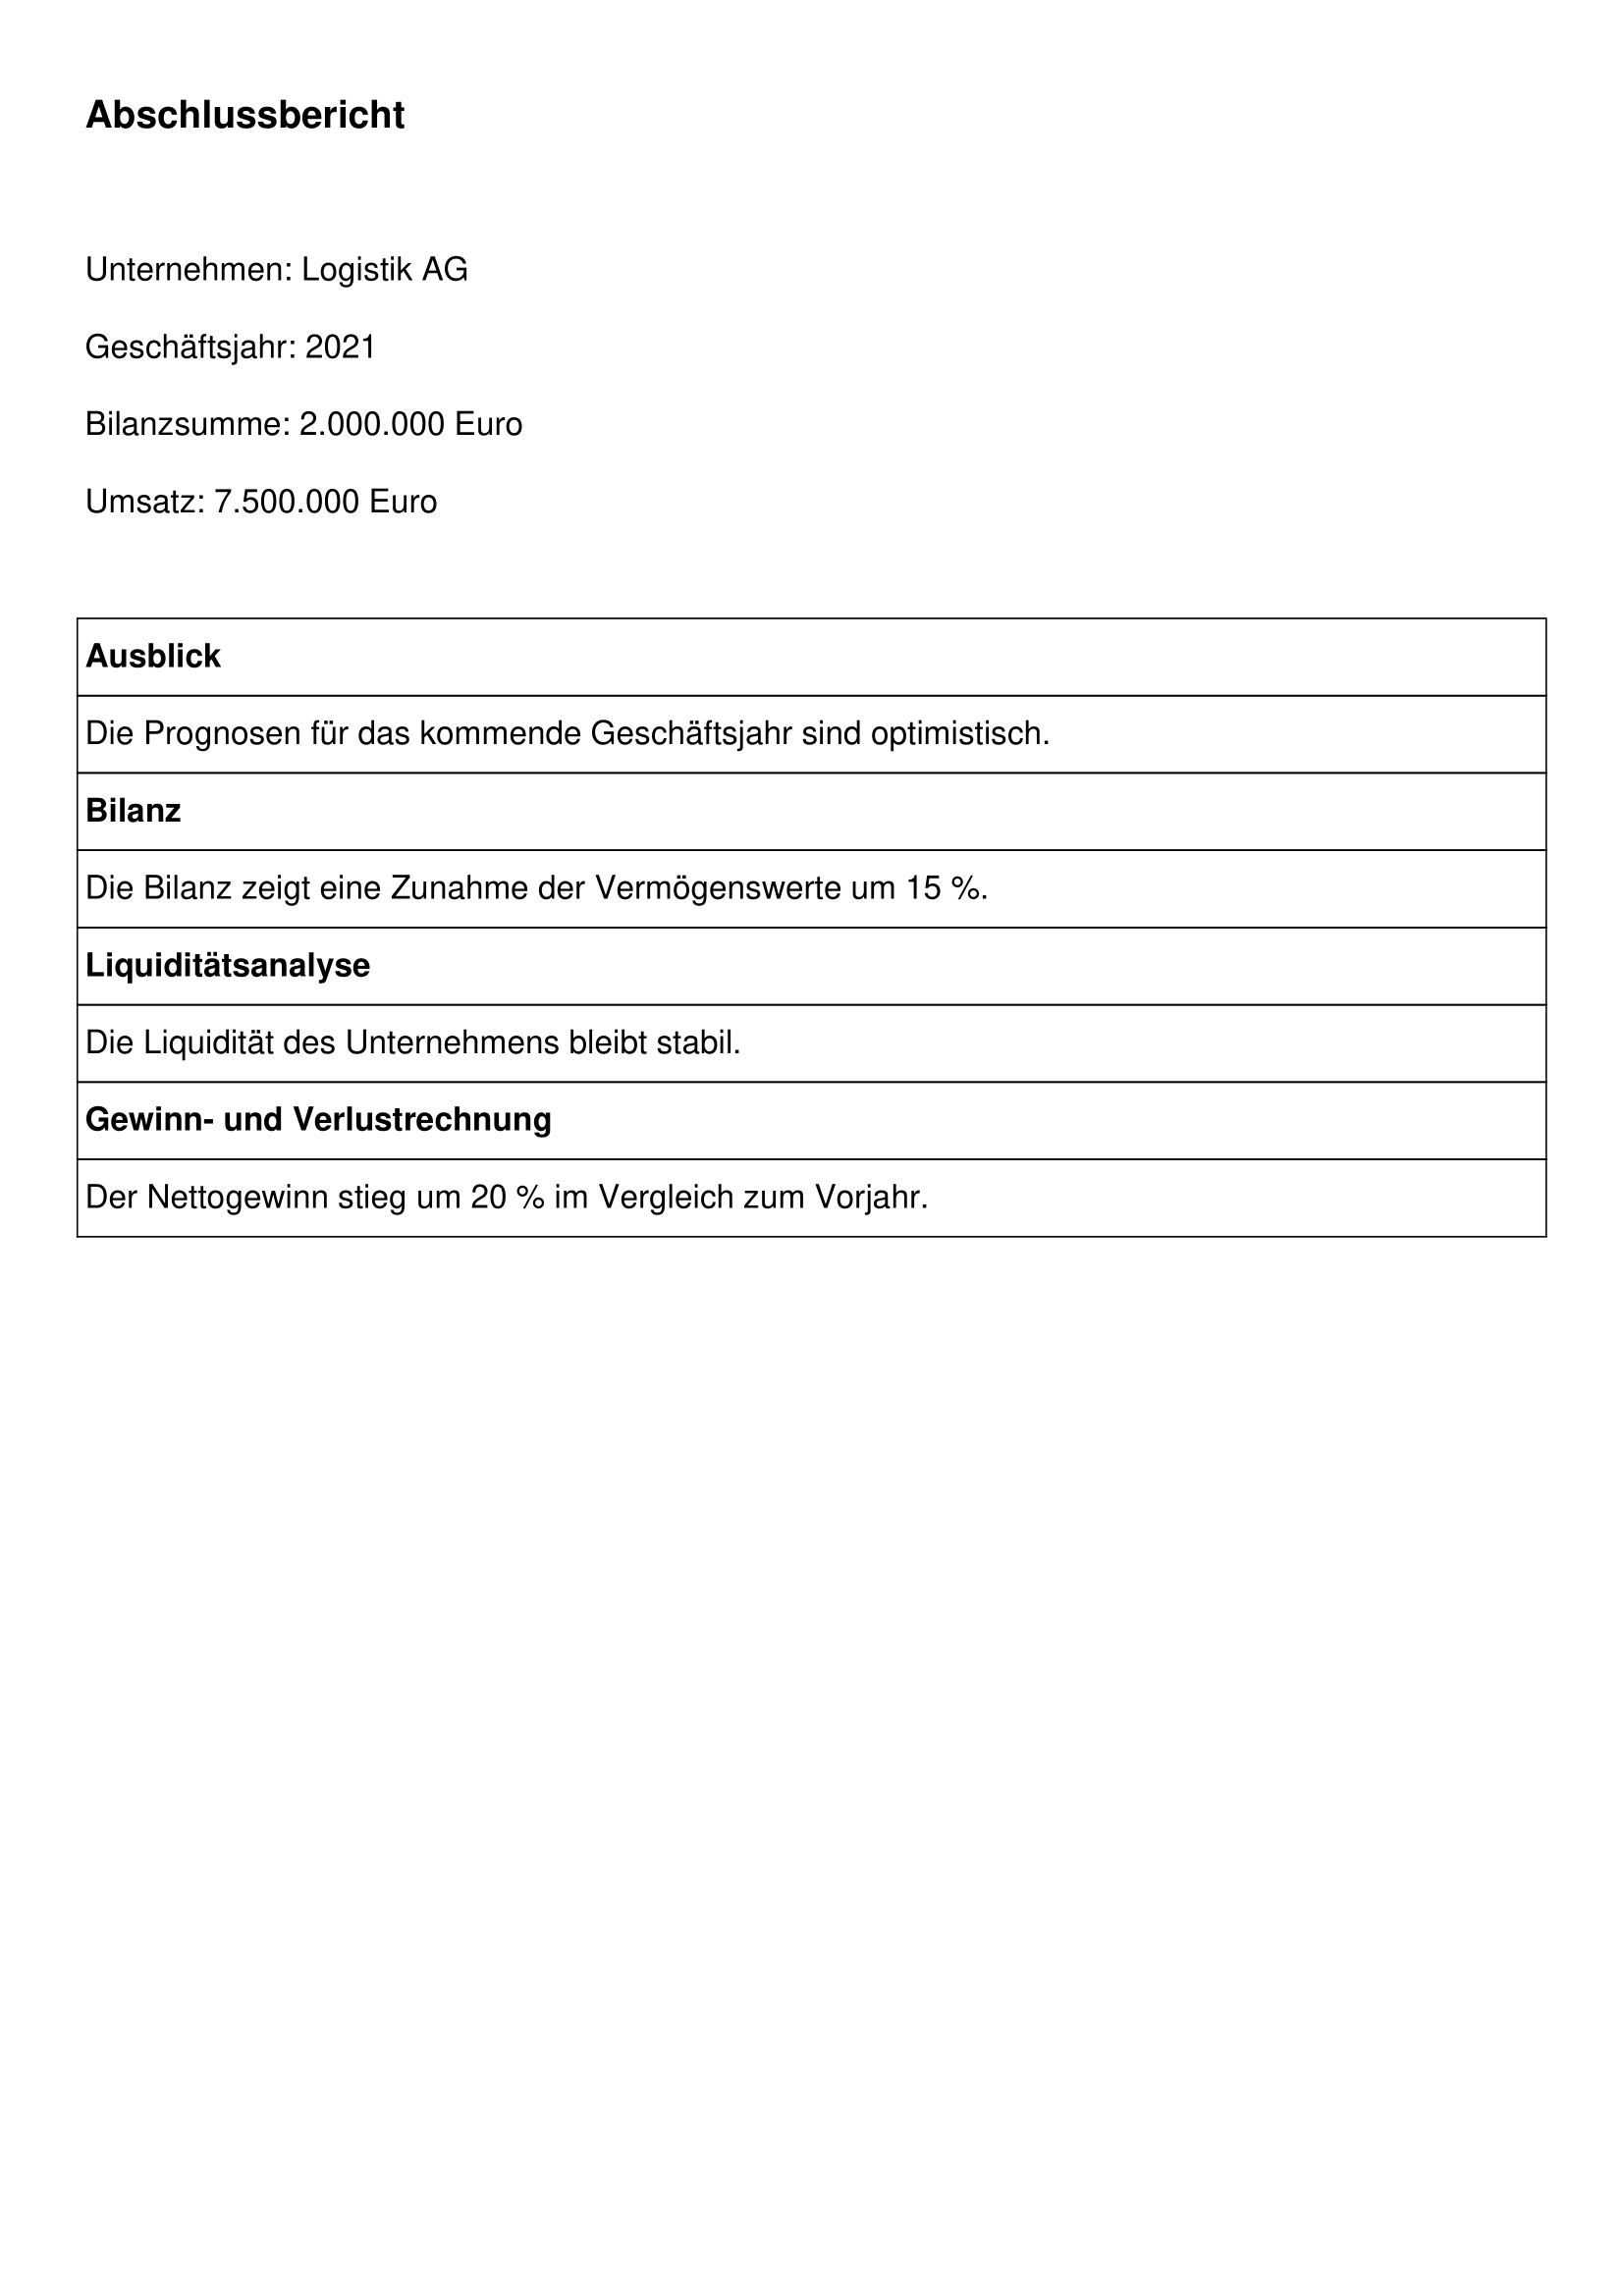 Abschlussbericht
Unternehmen: Logistik AG
Geschäftsjahr: 2021
Bilanzsumme: 2.000.000 Euro
Umsatz: 7.500.000 Euro
Ausblick
Die Prognosen für das kommende Geschäftsjahr sind optimistisch.
Bilanz
Die Bilanz zeigt eine Zunahme der Vermögenswerte um 15 %.
Liquiditätsanalyse
Die Liquidität des Unternehmens bleibt stabil.
Gewinn- und Verlustrechnung
Der Nettogewinn stieg um 20 % im Vergleich zum Vorjahr.